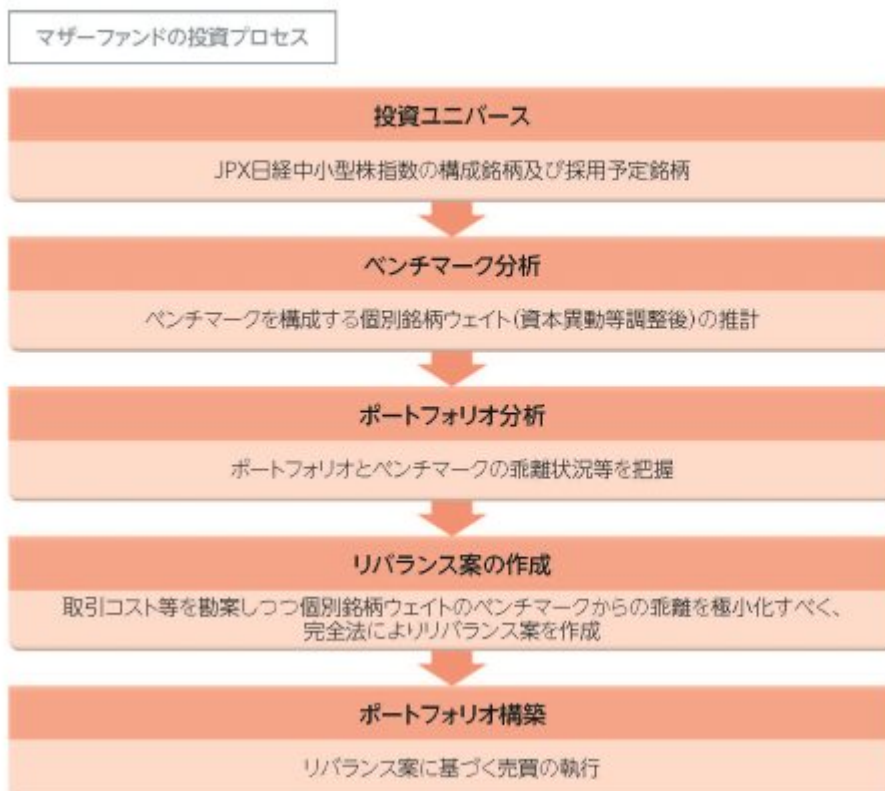 マザーファンドの投資プロセス
投資ユニバース
JPX日経中小型株指数の構成銘柄及び採用予定銘柄
ベンチマーク分析
ベンチマークを構成する個別銘柄ウェイト(資本異動等調整後)の推計
ポートフォリオ分析
ポートフォリオとベンチマークの乖離状況等を把握
リバランス案の作成
取引コスト等を勘案しつつ個別銘柄ウェイトのベンチマークからの乖離を極小化すべく、
完全法によりリバランス案を作成
ポートフォリオ構築
リバランス案に基づく売買の執行